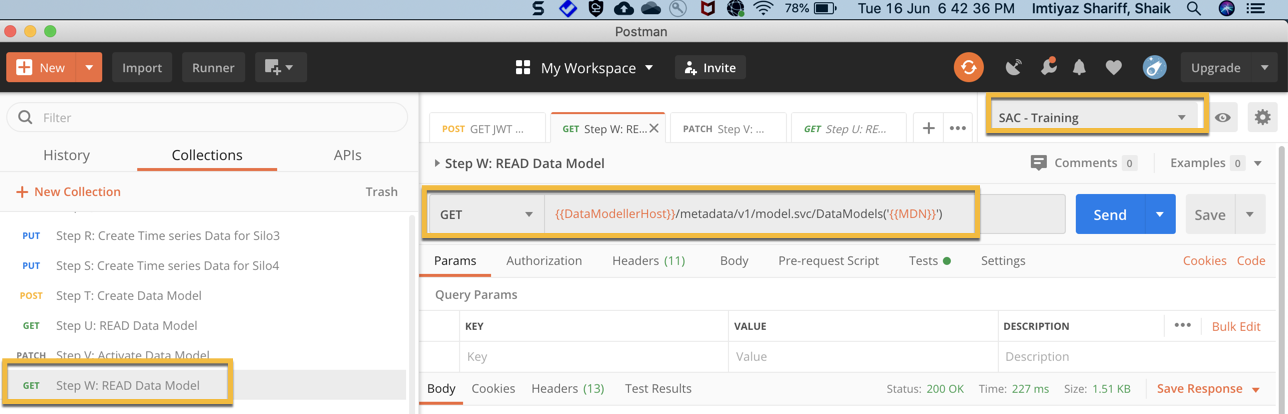 78% Tue 16 Jun 6 42 36 PM Imtiyaz Shariff, Shaik
Postman
New Import Runner My Workspace Invite Upgrade
Filter
History Collections APIs
New Collection Trash
PUT Step R: Create Time series Data for Silo3
PUT Step S: Create Time series Data for Silo4
POST Step T: Create Data Model
GET Step U: READ Data Model
PATCH Step V: Activate Data Model
GET Step W: READ Data Model
POST GET JWT ... GET Step W: RE... PATCH Step V: ... GET Step U: RE... SAC - Training
Step W: READ Data Model Comments 0 Examples 0
GET {{DataModellerHost}}/metadata/v1/model.svc/DataModels('{{MDN}}') Send Save
Params Authorization Headers (11) Body Pre-request Script Tests Settings Cookies Code
Query Params
KEY VALUE DESCRIPTION Bulk Edit
Key Value Description
Body Cookies Headers (13) Test Results Status: 200 OK Time: 227 ms Size: 1.51 KB Save Response